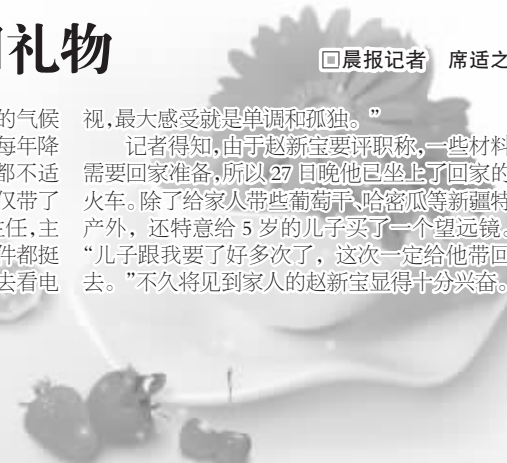 礼物
□晨报记者 席适之
的气候
每年降
都不适
仅带了
主任,主
件都挺
去看电
视,最大感受就是单调和孤独。”
记者得知,由于赵新宝要评职称,一些材料
需要回家准备,所以27日晚他已坐上了回家的
火车。除了给家人带些葡萄干、哈密瓜等新疆特
产外,还特意给5岁的儿子买了一个望远镜。
“儿子跟我要了好多次了,这次一定给他带回
去。”不久将见到家人的赵新宝显得十分兴奋。